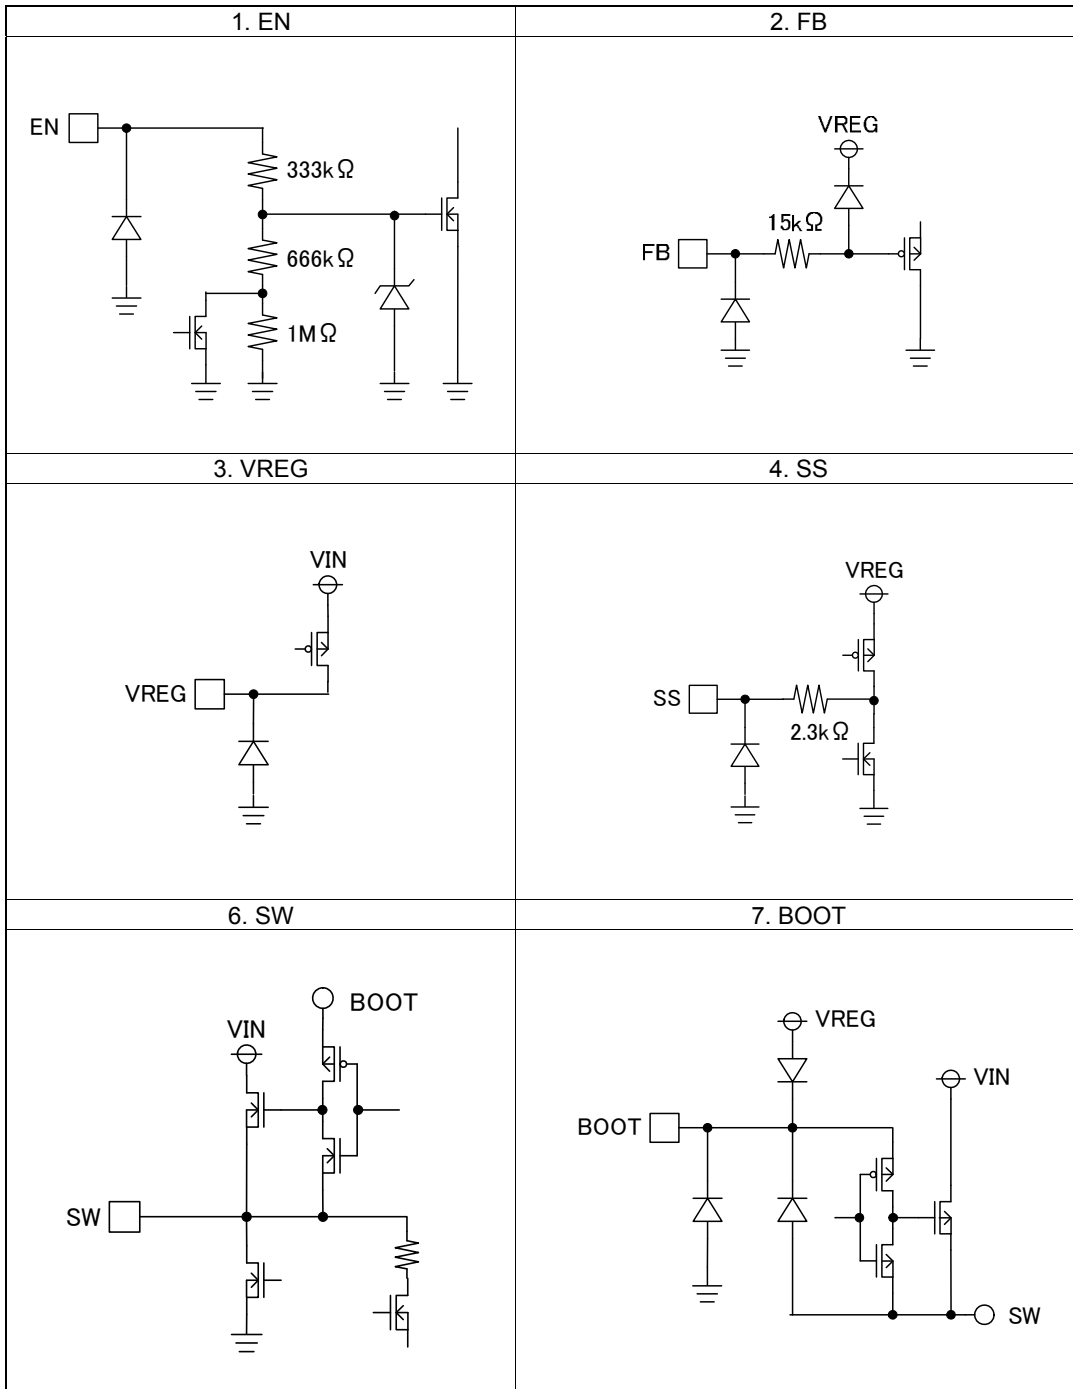 1. EN
2. FB
EN
333kΩ
666kΩ
1MΩ
VREG
15kΩ
FB
3. VREG
4. SS
VIN
VREG
VREG
SS
2.3kΩ
6. SW
7. BOOT
BOOT
VIN
SW
VREG
VIN
BOOT
SW